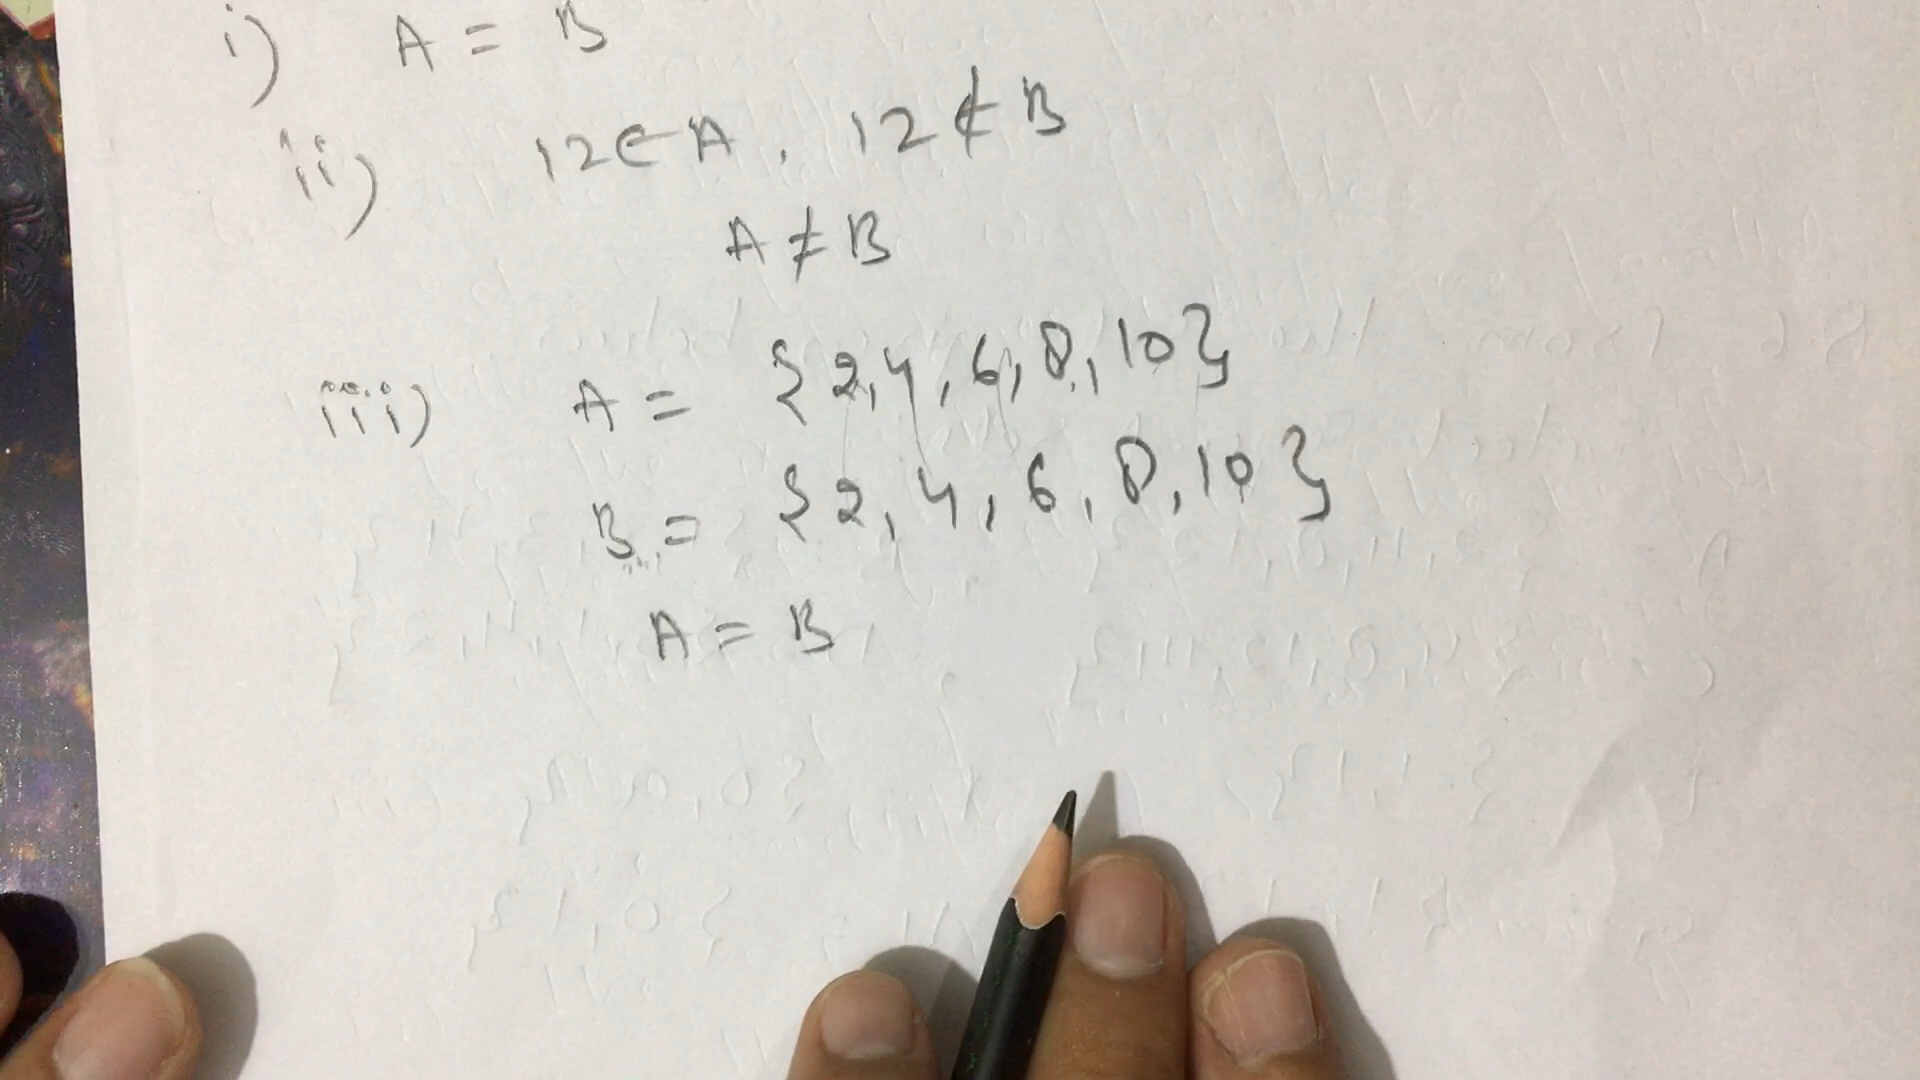 i) A = B
ii) 12 ∈ A, 12 ∉ B
A ≠ B
iii) A = {2, 4, 6, 8, 10}
B = {2, 4, 6, 8, 10}
A = B